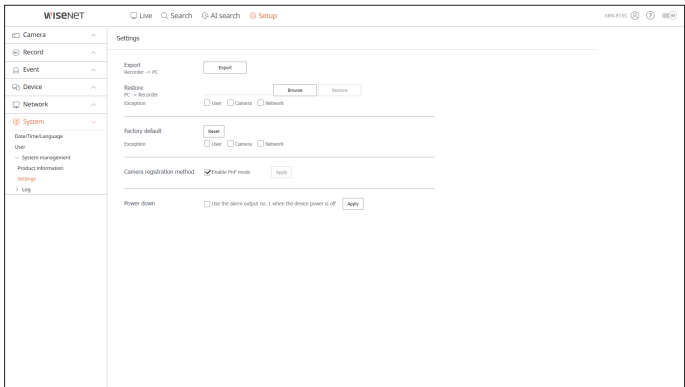 WISENET
Live Search AI search Setup
XRN-815S
Camera
Record
Event
Device
Network
System
Date/Time/Language
User
System management
Product information
Settings
Log
Settings
Export
Recorder -> PC
Export
Restore
PC -> Recorder
Browse
Restore
Exception
User Camera Network
Factory default
Reset
Exception
User Camera Network
Camera registration method
Enable PnP mode
Apply
Power down
Use the alarm output no. 1 when the device power is off
Apply